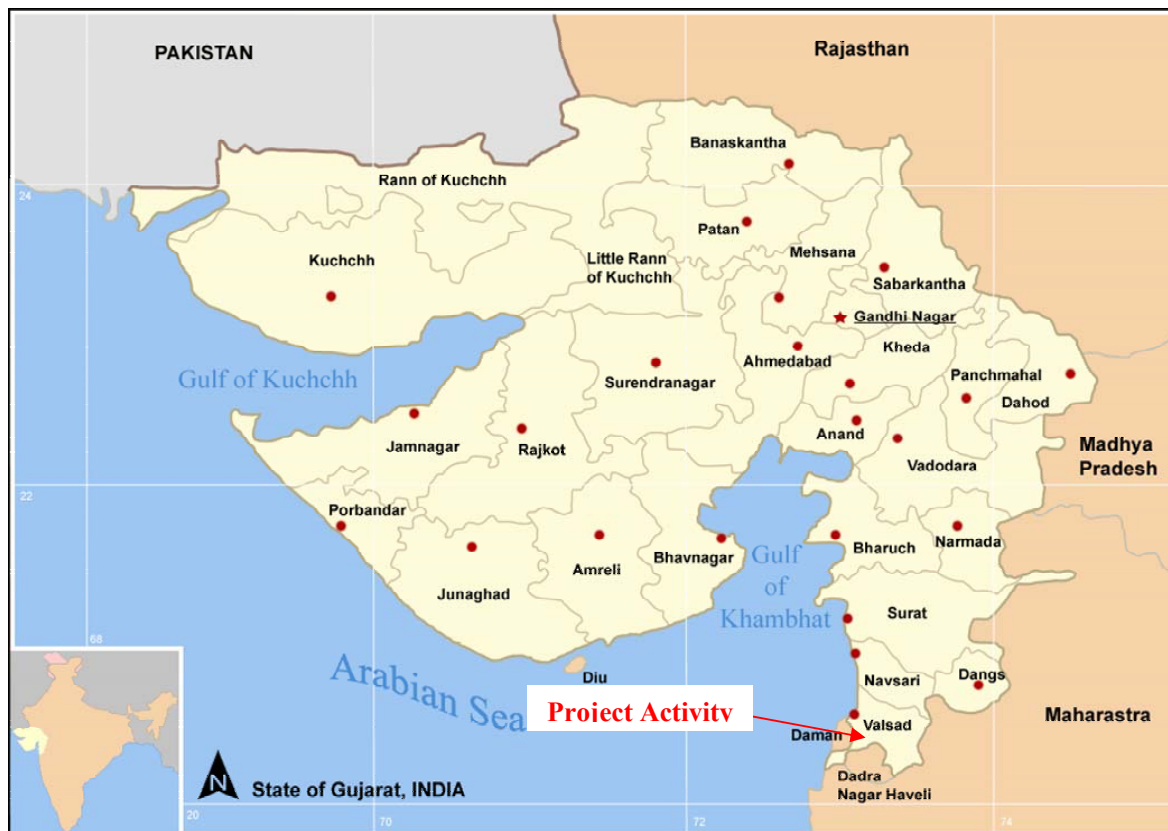 PAKISTAN
Rajasthan
Banaskantha
24
Rann of Kuchchh
Patan
Mehsana
Kuchchh
Little Rann
of Kuchchh
Sabarkantha
Gandhi Nagar
Ahmedabad
Kheda
Gulf of Kuchchh
Surendranagar
Panchmahal
Dahod
Jamnagar
Rajkot
Anand
Madhya
Pradesh
Vadodara
22
Porbandar
Bharuch
Narmada
Bhavnagar
Gulf
of
Khambhat
Amreli
Junaghad
Surat
68
Arabian Sea
Diu
Navsari
Dangs
Project Activity
Valsad
Maharastra
Daman
Dadra
Nagar Haveli
N
State of Gujarat, INDIA
20
70
72
74